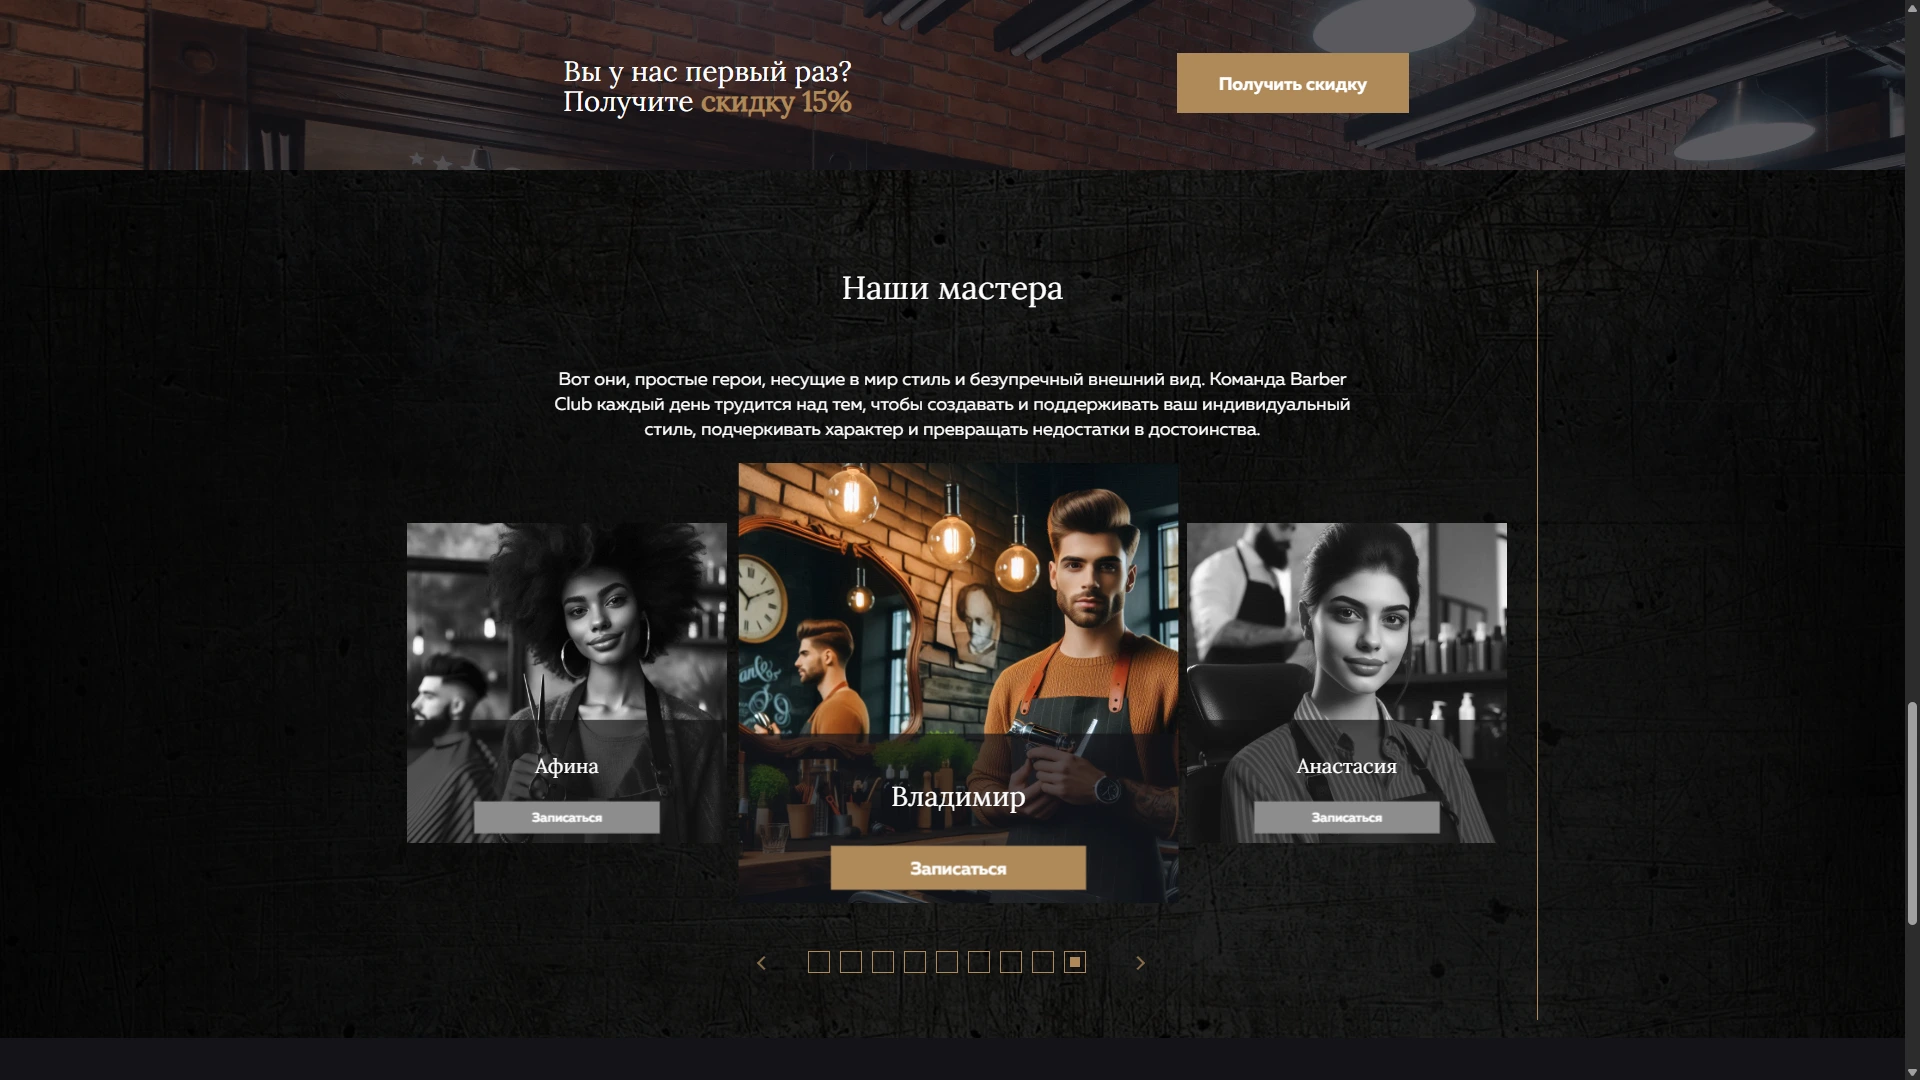 Вы у нас первый раз?
Получите скидку 15%
Получить скидку
Наши мастера
Вот они, простые герои, несущие в мир стиль и безупречный внешний вид. Команда Barber
Club каждый день трудится над тем, чтобы создавать и поддерживать ваш индивидуальный
стиль, подчеркивать характер и превращать недостатки в достоинства.
Афина
Записаться
Владимир
Записаться
Анастасия
Записаться